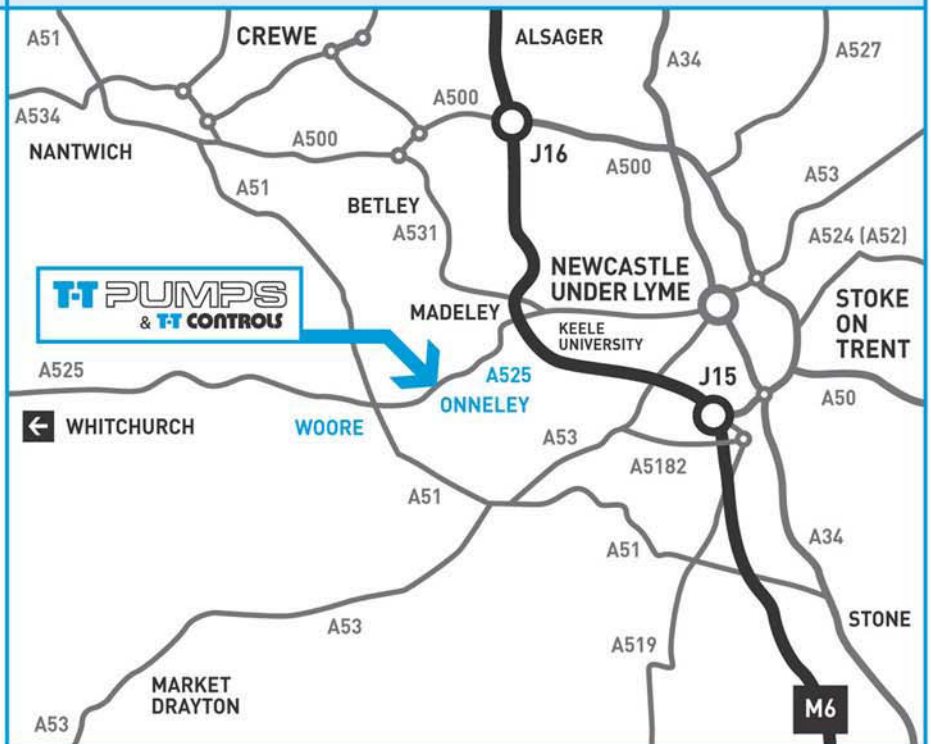 A51
CREWE
ALSAGER
A34
A527
A534
A500
NANTWICH
A500
J16
A500
A53
A51
BETLEY
A531
A524 (A52)
T-T PUMPS
& T-T CONTROLS
NEWCASTLE
UNDER LYME
MADELEY
STOKE
ON
TRENT
KEELE
UNIVERSITY
A525
A525
J15
ONNELEY
A50
WHITCHURCH
WOORE
A53
A5182
A51
A34
A51
STONE
A53
A519
MARKET
DRAYTON
M6
A53